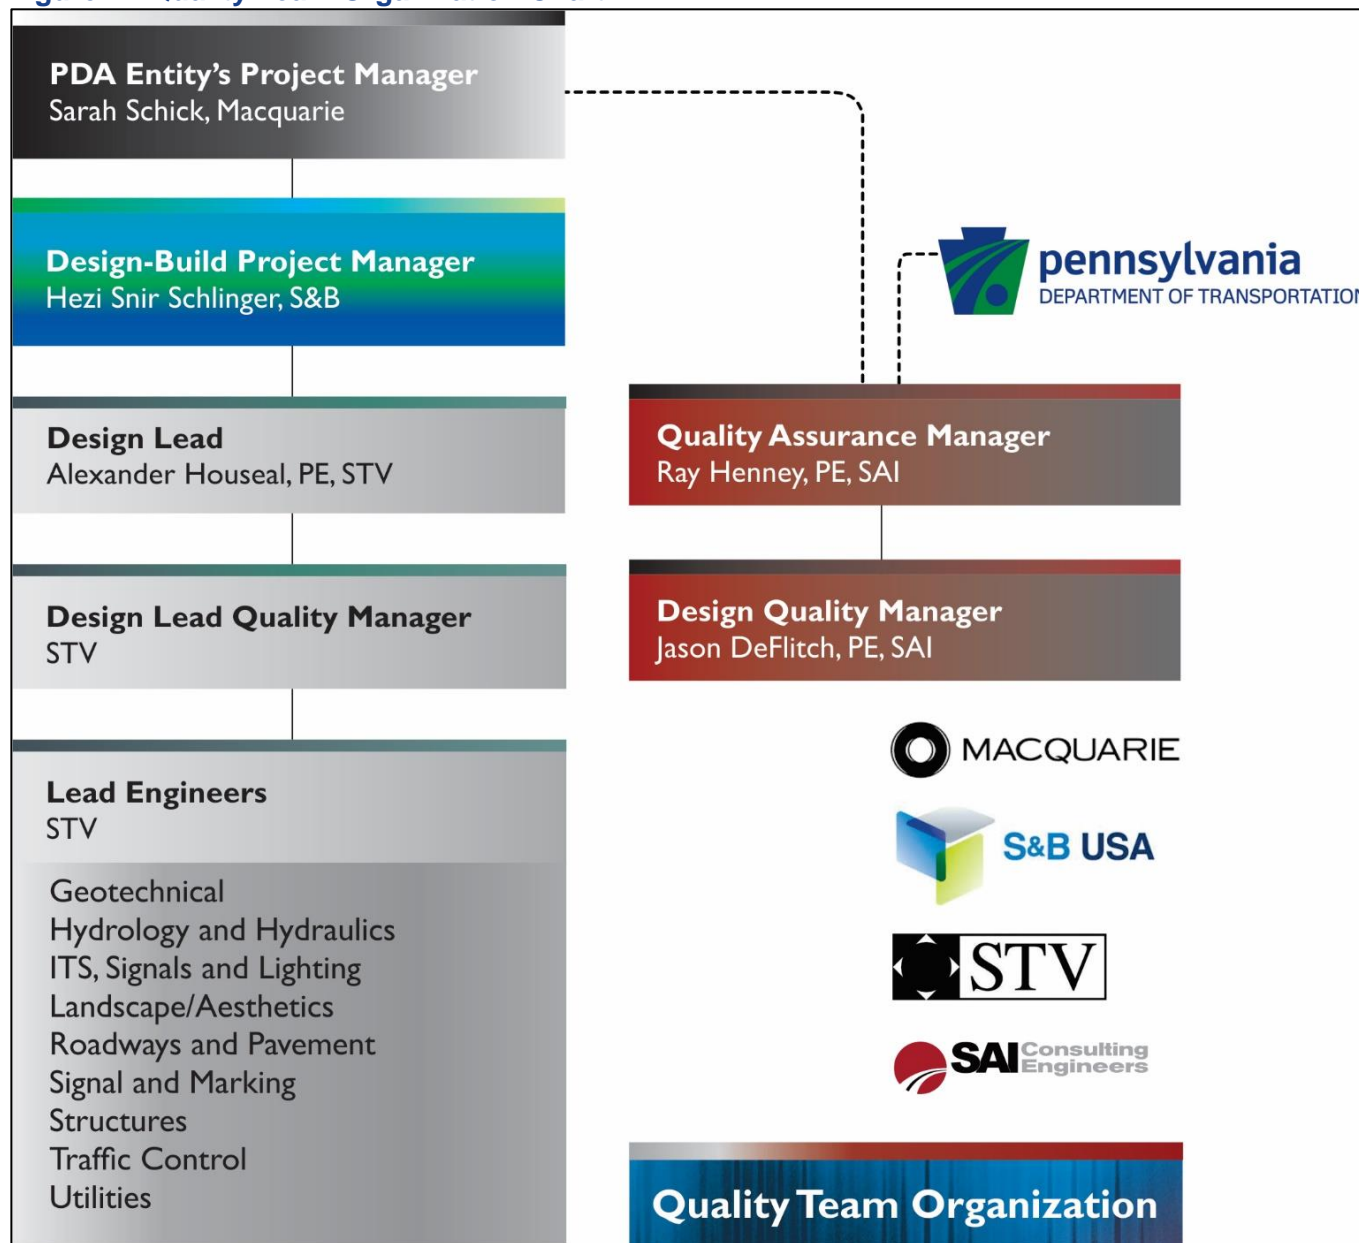 PDA Entity's Project Manager
Sarah Schick, Macquarie
Design-Build Project Manager
Hezi Snir Schlinger, S&B
pennsylvania
DEPARTMENT OF TRANSPORTATION
Design Lead
Alexander Houseal, PE, STV
Quality Assurance Manager
Ray Henney, PE, SAI
Design Lead Quality Manager
STV
Design Quality Manager
Jason DeFlitch, PE, SAI
Lead Engineers
STV
Geotechnical
Hydrology and Hydraulics
ITS, Signals and Lighting
Landscape/Aesthetics
Roadways and Pavement
Signal and Marking
Structures
Traffic Control
Utilities
MACQUARIE
S&B USA
STV
SAI Consulting
Engineers
Quality Team Organization